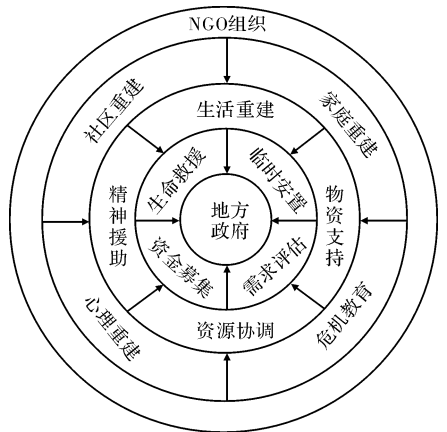 NGO组织
社区重建
家庭重建
生活重建
生命救援
临时安置
精神援助
地方
政府
物资支持
资金募集
需求评估
资源协调
心理重建
危机教育